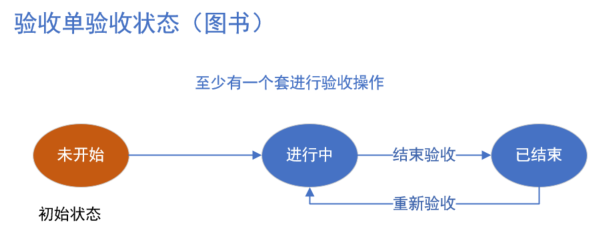 验收单验收状态（图书）
至少有一个套进行验收操作
未开始
进行中
结束验收
已结束
重新验收
初始状态